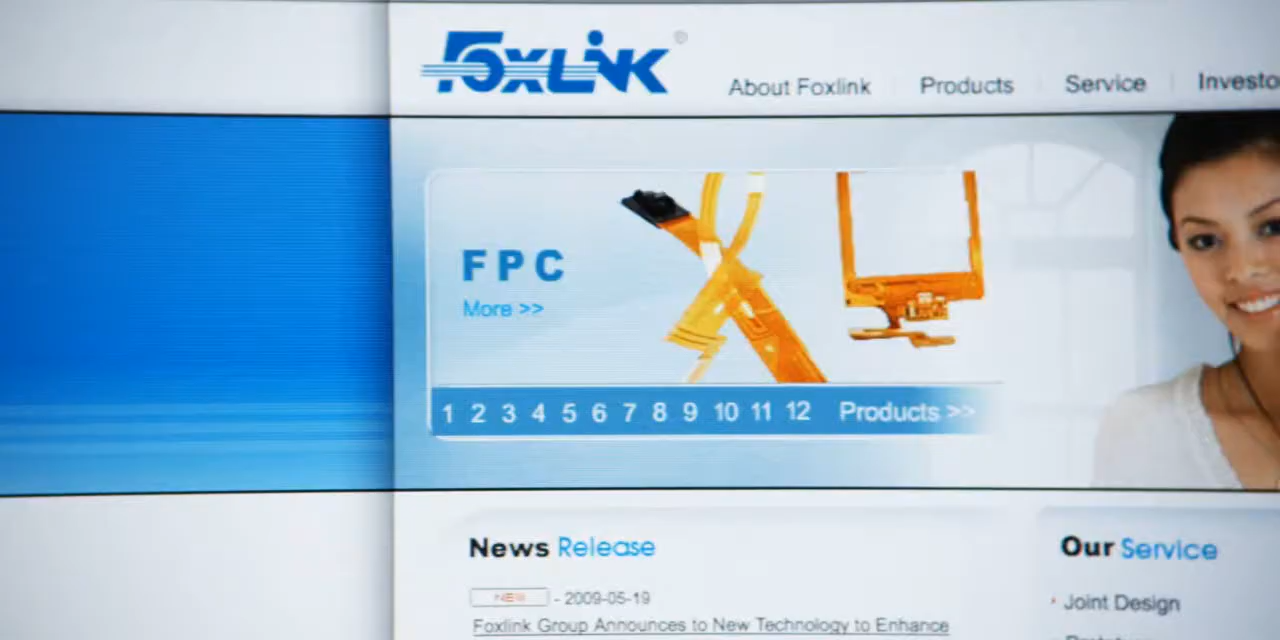 FOXLINK ®
About Foxlink Products Service Investo
FPC
More >>
1 2 3 4 5 6 7 8 9 10 11 12 Products >>
News Release
Our Service
NEW - 2009-05-19
Joint Design
Foxlink Group Announces to New Technology to Enhance